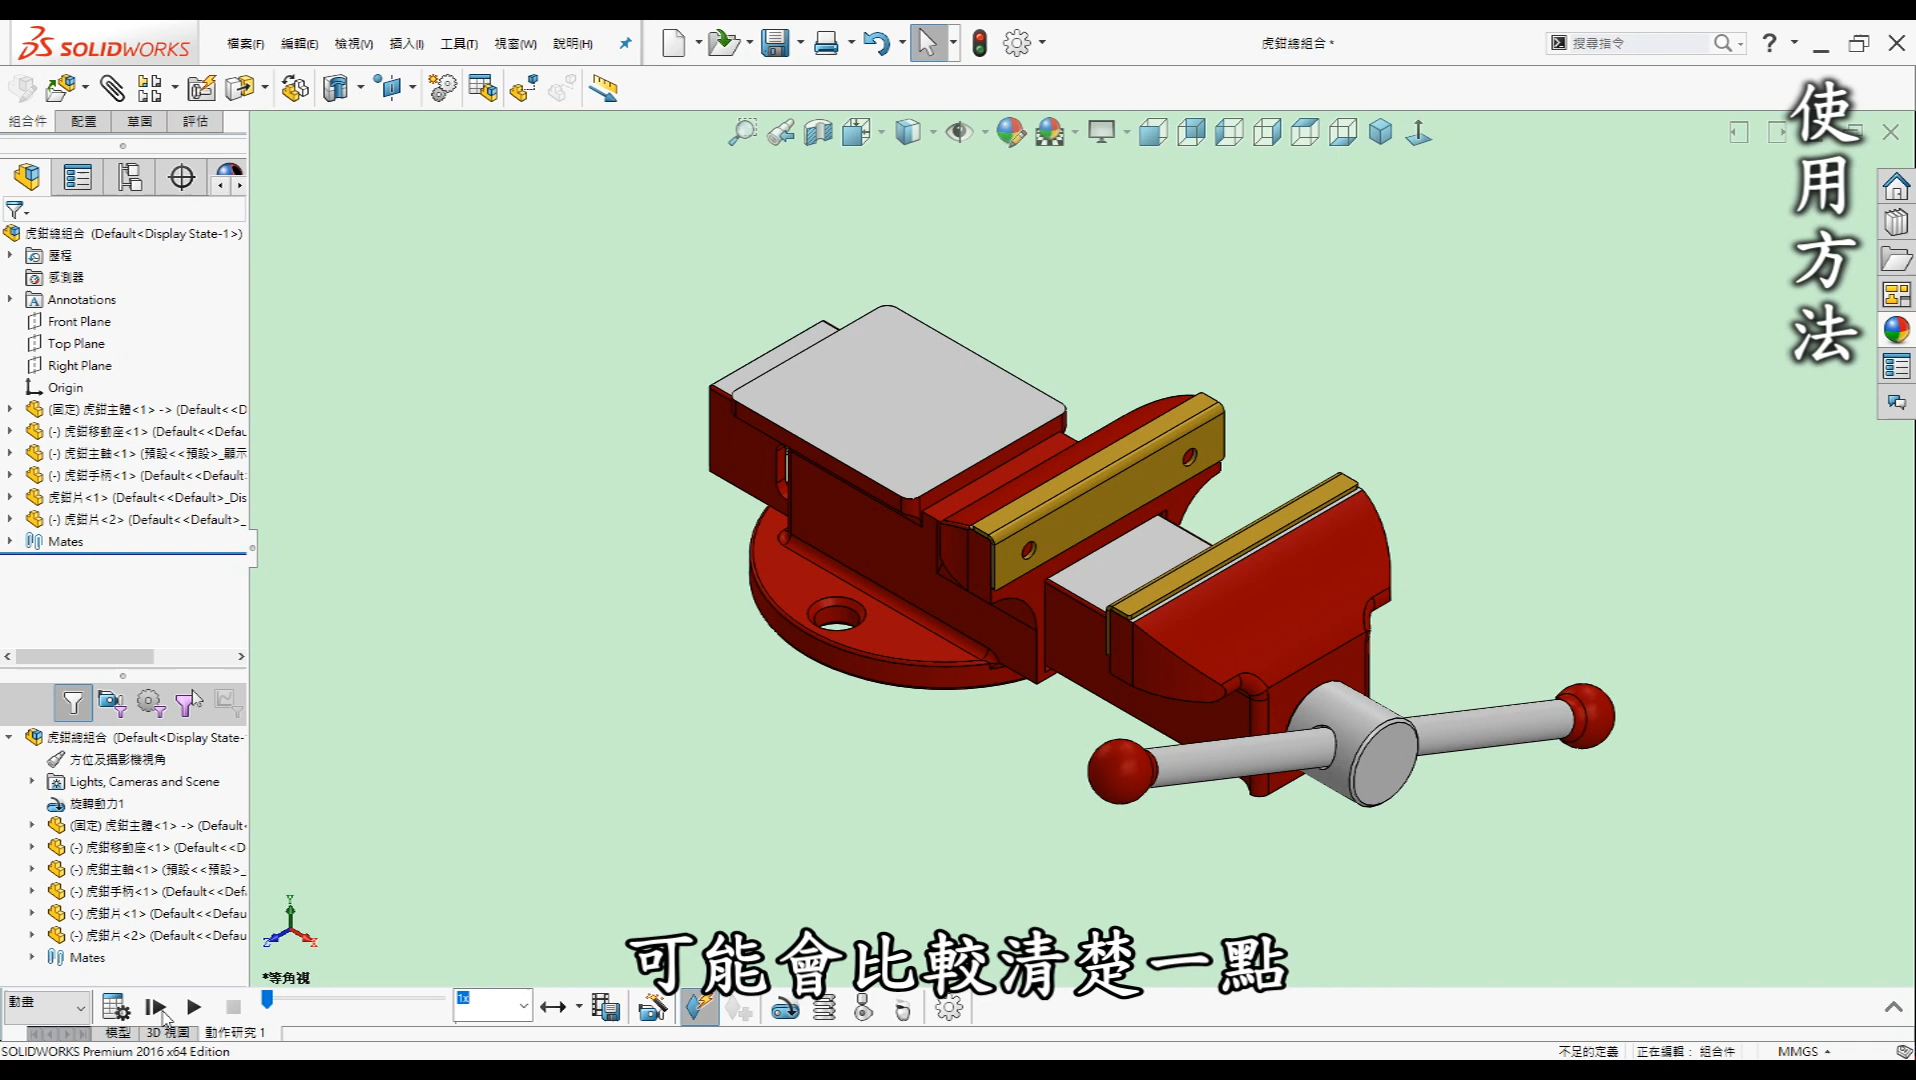 SOLIDWORKS
檔案(F) 編輯(E) 檢視(V) 插入(I) 工具(T) 視窗(W) 說明(H)
虎鉗總組合 *
搜尋指令
組合件 配置 草圖 評估
虎鉗總組合 (Default<Display State-1>)
歷程
感測器
Annotations
Front Plane
Top Plane
Right Plane
Origin
(固定) 虎鉗主體<1> -> (Default<<D
(-) 虎鉗移動座<1> (Default<<Defau
(-) 虎鉗主軸<1> (預設<<預設>_顯示
(-) 虎鉗手柄<1> (Default<<Default:
虎鉗片<1> (Default<<Default>_Dis
(-) 虎鉗片<2> (Default<<Default>_
Mates
虎鉗總組合 (Default<Display State-
方位及攝影機視角
Lights, Cameras and Scene
旋轉動力1
(固定) 虎鉗主體<1> -> (Default<
(-) 虎鉗移動座<1> (Default<<D
(-) 虎鉗主軸<1> (預設<<預設>_
(-) 虎鉗手柄<1> (Default<<Def
(-) 虎鉗片<1> (Default<<Defau
(-) 虎鉗片<2> (Default<<Defau
Mates
使用方法
Y
Z
X
*等角視
可能會比較清楚一點
動畫
1x
模型 3D 視圖 動作研究 1
SOLIDWORKS Premium 2016 x64 Edition
不足的定義 正在編輯： 組合件 MMGS